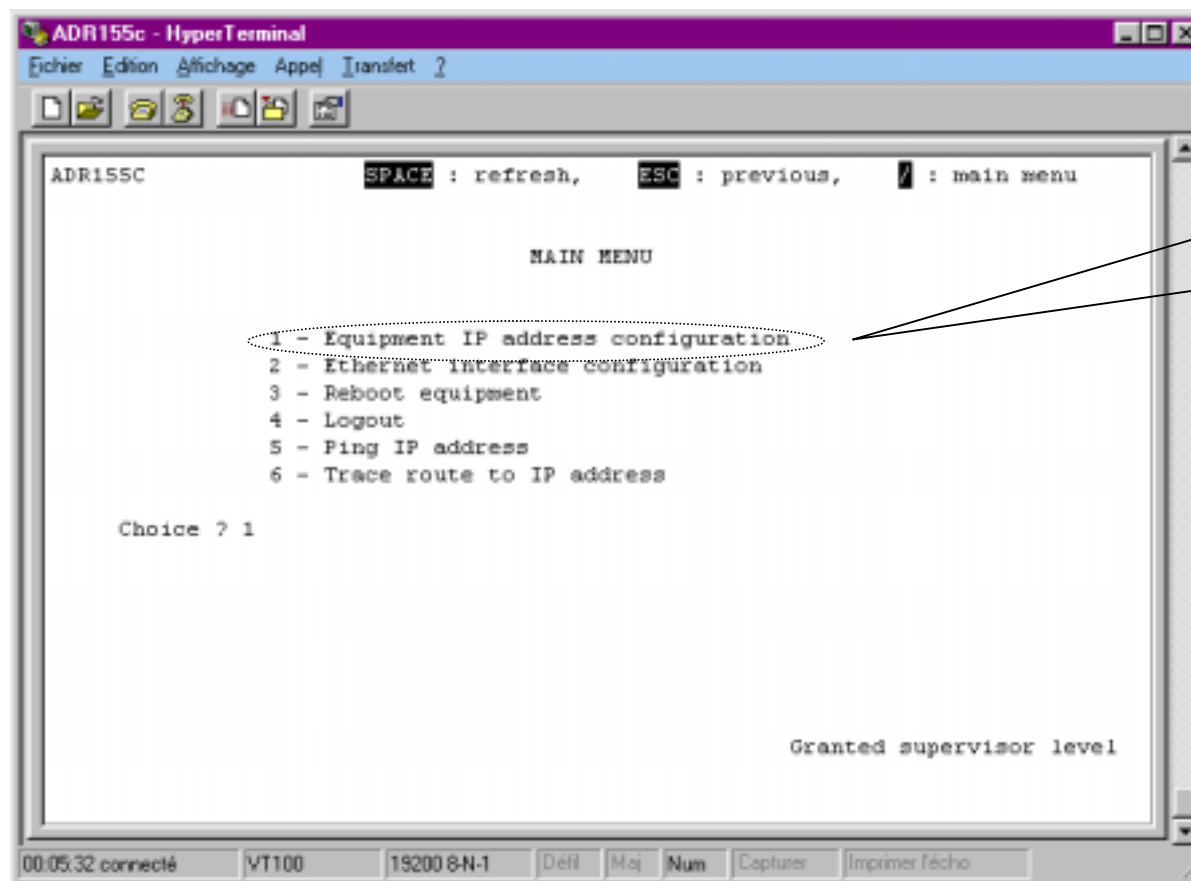 ADR155c - HyperTerminal
Fichier Edition Affichage Appel Transfert ?
ADR155C SPACE : refresh, ESC : previous, / : main menu
MAIN MENU
1 - Equipment IP address configuration
2 - Ethernet interface configuration
3 - Reboot equipment
4 - Logout
5 - Ping IP address
6 - Trace route to IP address
Choice ? 1
Granted supervisor level
00:05:32 connecté VT100 19200 8-N-1 Défil Maj Num Capturer Imprimer l'écho